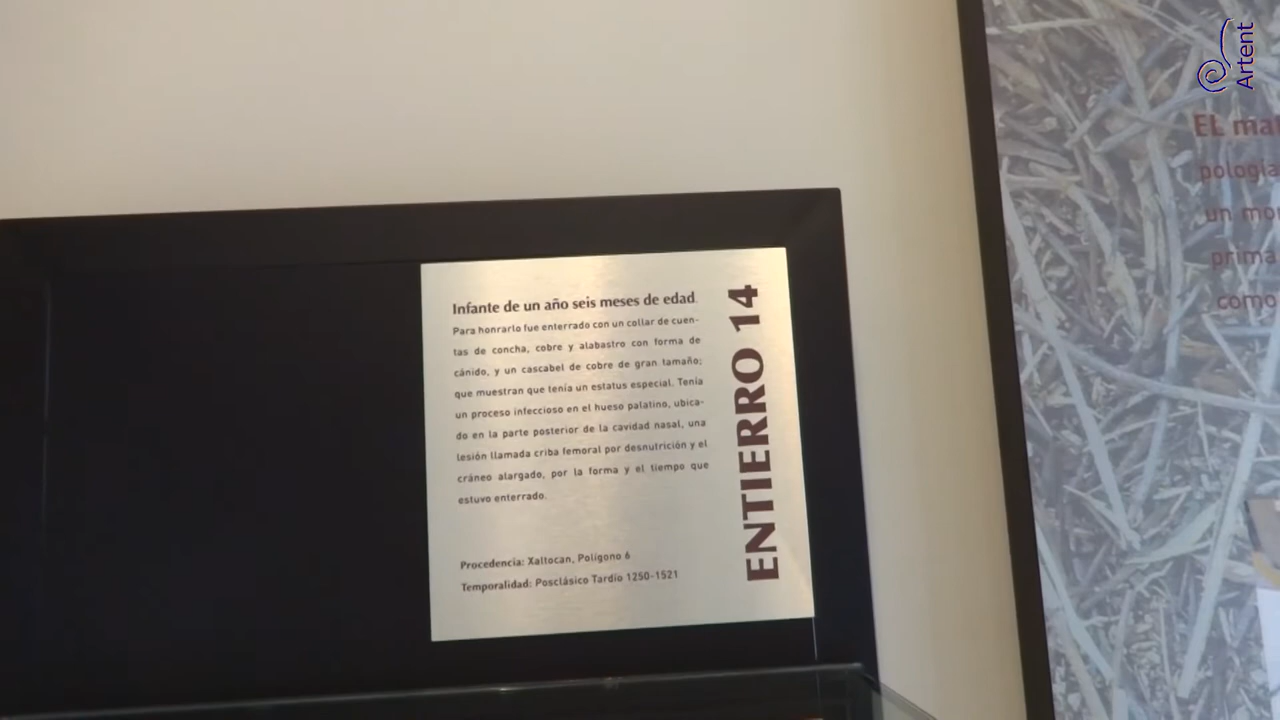 Infante de un año seis meses de edad.
Para honrarlo fue enterrado con un collar de cuen-
tas de concha, cobre y alabastro con forma de
cánido, y un cascabel de cobre de gran tamaño;
que muestran que tenía un estatus especial. Tenía
un proceso infeccioso en el hueso palatino, ubica-
do en la parte posterior de la cavidad nasal, una
lesión llamada criba femoral por desnutrición y el
cráneo alargado, por la forma y el tiempo que
estuvo enterrado.
Procedencia: Xaltocan, Polígono 6
Temporalidad: Posclásico Tardío 1250-1521
ENTIERRO 14
EL
pología
un
prima
como
Artent